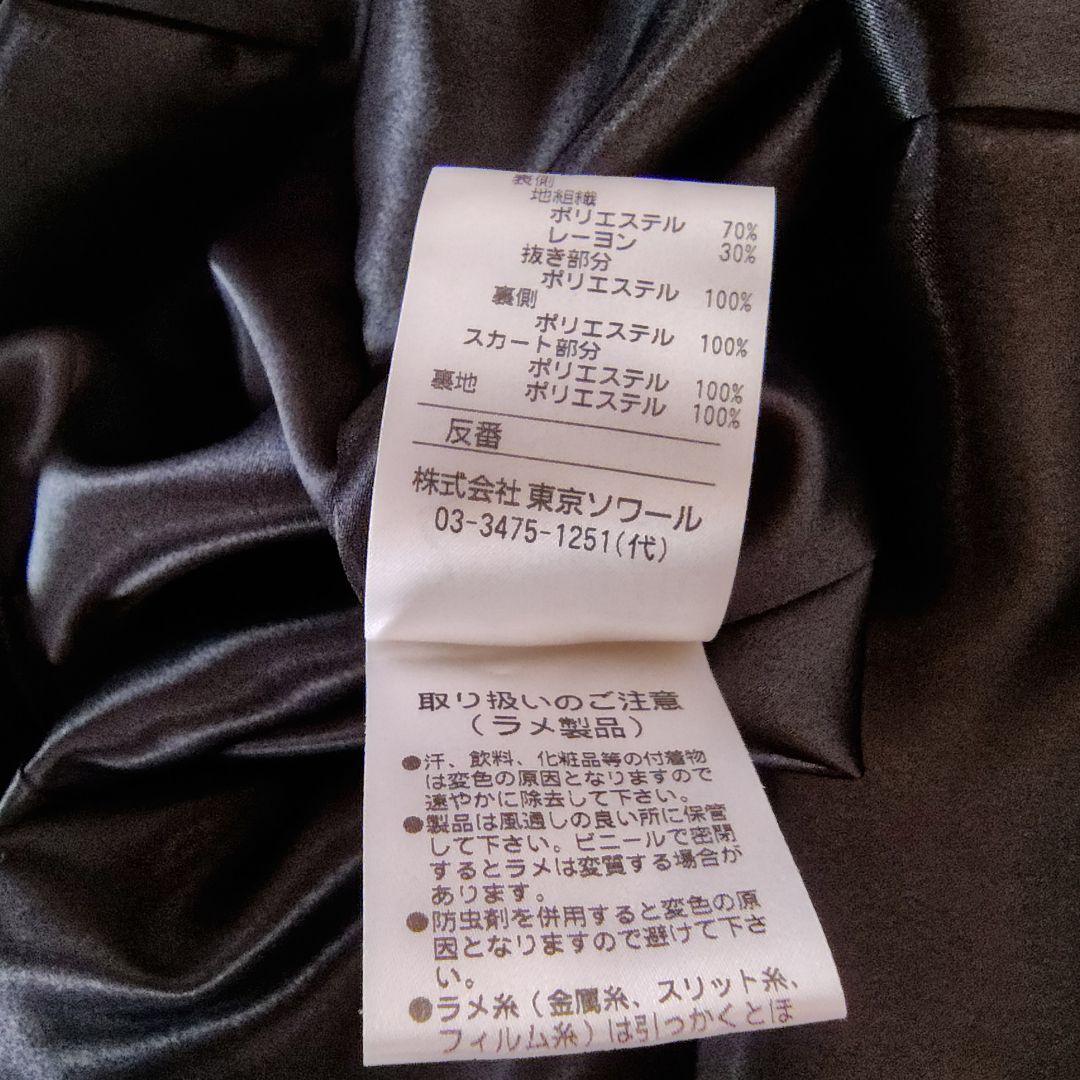 表側
地組織
ポリエステル 70%
レーヨン 30%
抜き部分
ポリエステル 100%
裏側
ポリエステル 100%
スカート部分
ポリエステル 100%
裏地 ポリエステル 100%
反番
株式会社 東京ソワール
03-3475-1251(代)
取り扱いのご注意
(ラメ製品)
●汗、飲料、化粧品等の付着物
は変色の原因となりますので
速やかに除去して下さい。
●製品は風通しの良い所に保管
して下さい。ビニールで密閉
するとラメは変質する場合が
あります。
●防虫剤を併用すると変色の原
因となりますので避けて下さ
い。
●ラメ糸(金属糸、スリット糸、
フィルム糸)は引っかくとほ